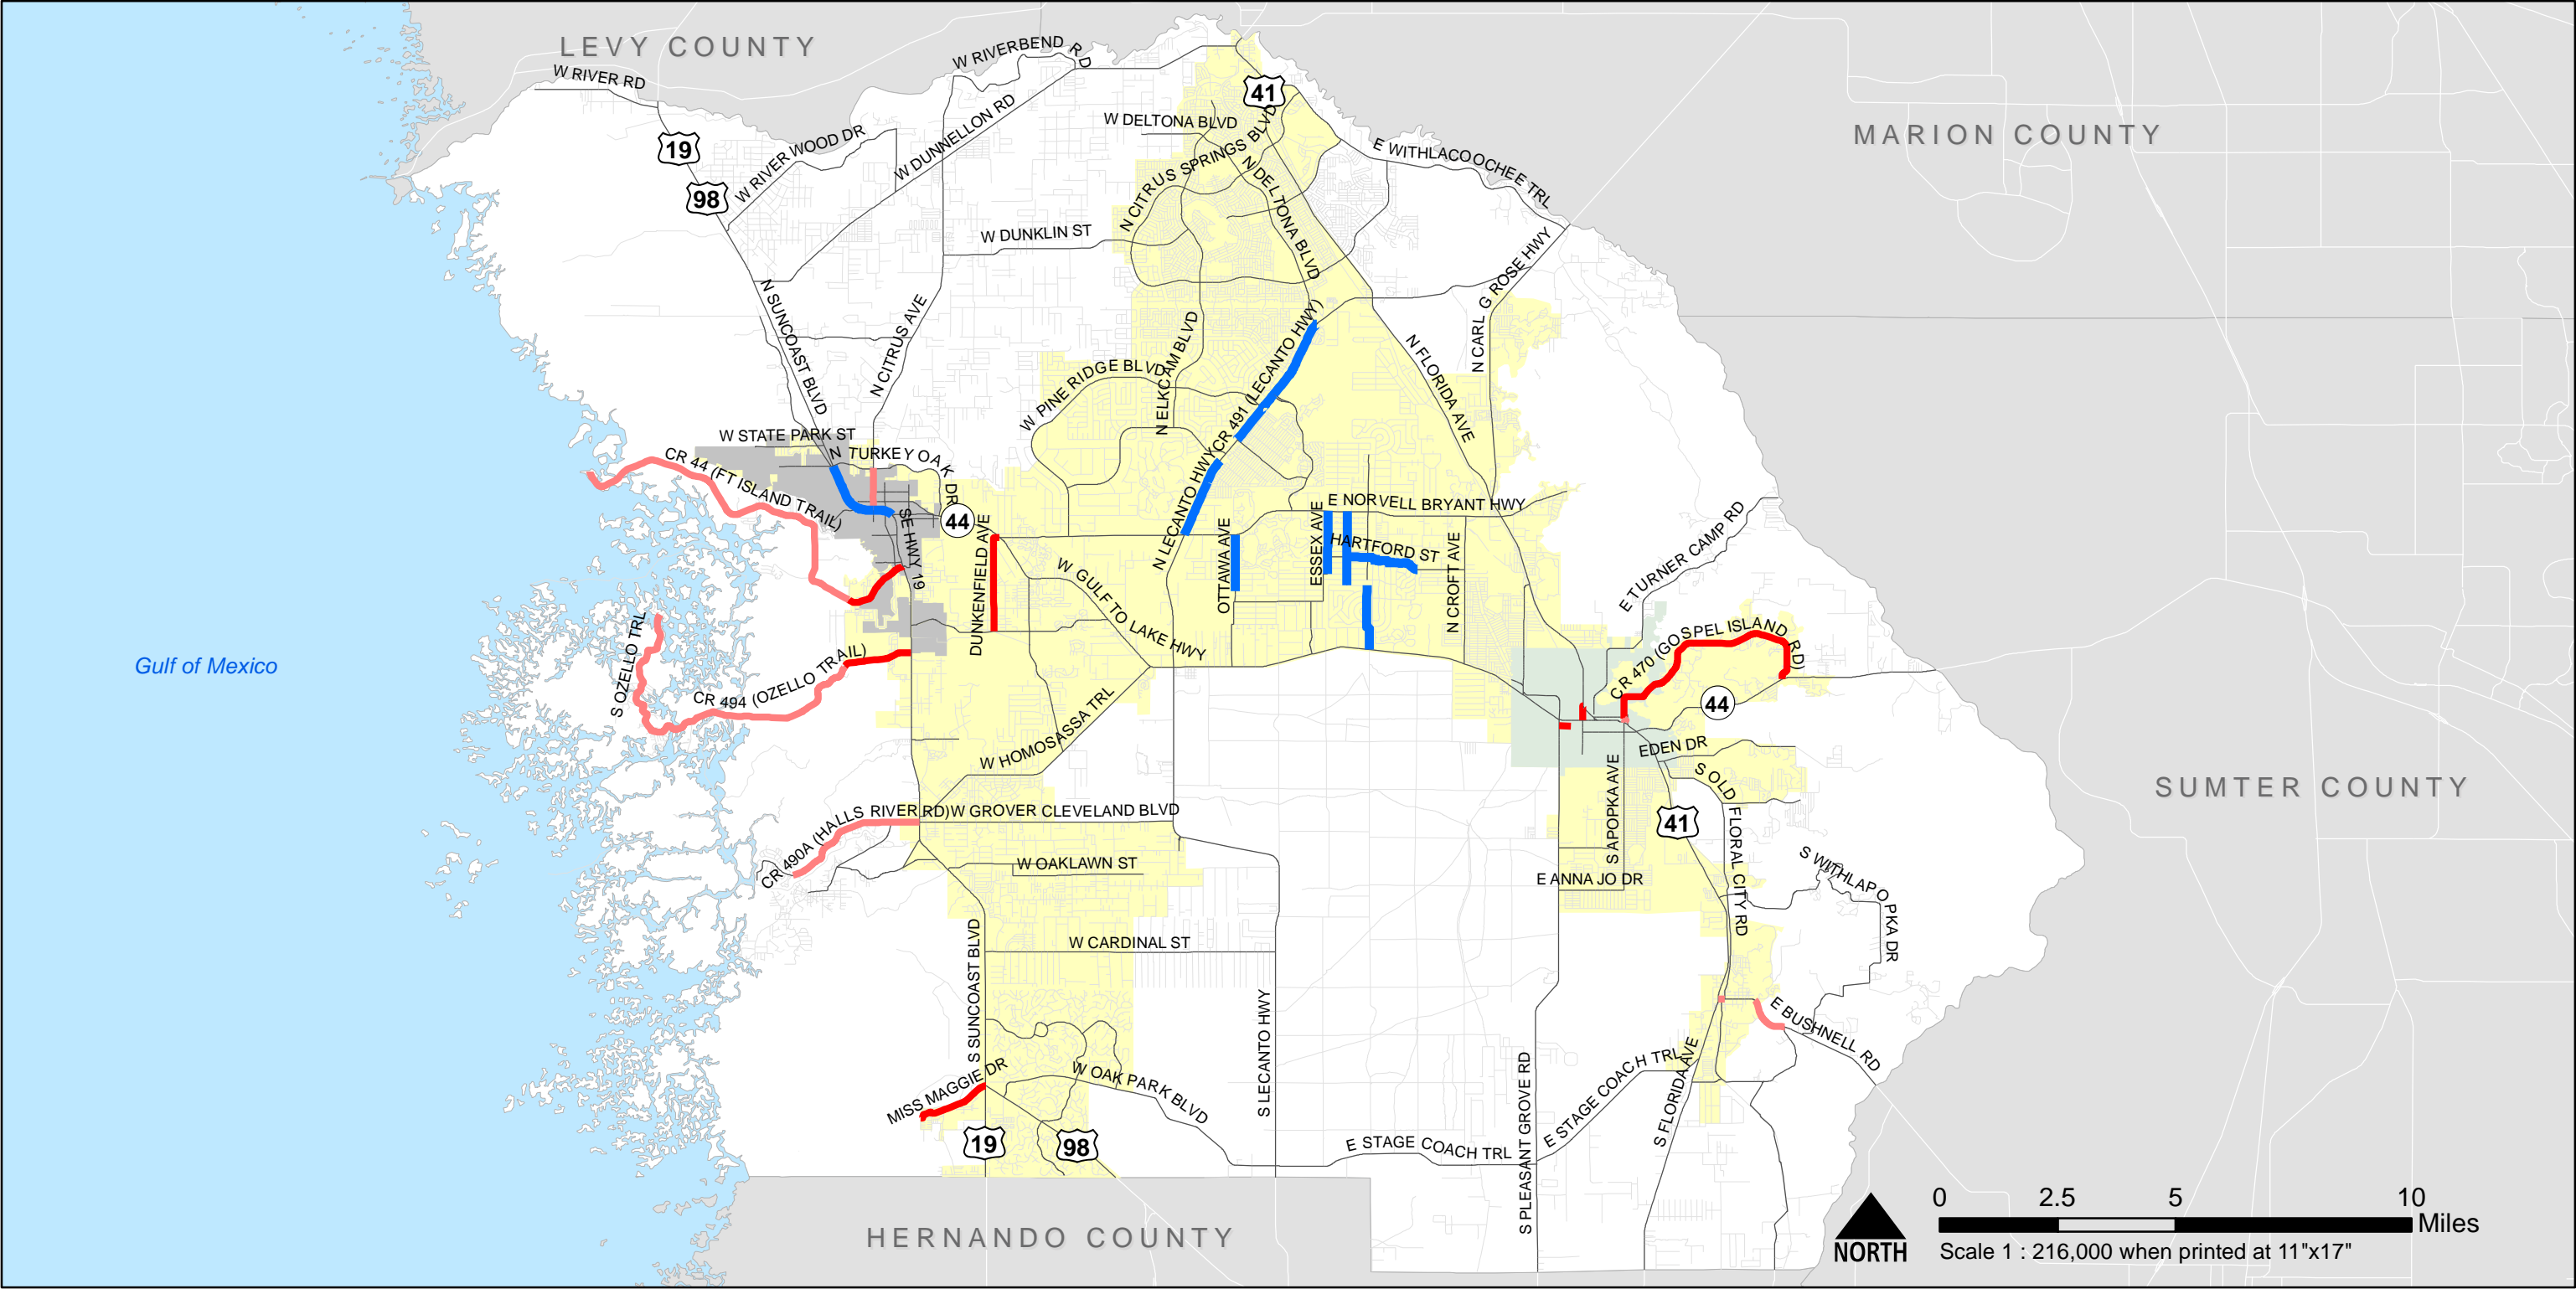 LEVY COUNTY
W RIVERBEND RD
W RIVER RD
41
W DELTONA BLVD
W DUNNELLON RD
MARION COUNTY
19
W RIVER WOOD DR
E WITHLACOOCHEE TRL
98
N CITRUS SPRINGS BLVD
N DELTONA BLVD
W DUNKLIN ST
N CARL G ROSE HWY
N SUNCOAST BLVD
N CITRUS AVE
N ELKCAM BLVD
CR 491 (LECANTO HWY)
N FLORIDA AVE
W PINE RIDGE BLVD
W STATE PARK ST
N
TURKEY OAK DR
CR 44 (FT ISLAND TRAIL)
N LECANTO HWY
E NORVELL BRYANT HWY
SE HWY 19
44
DUNKENFIELD AVE
OTTAWA AVE
ESSEX AVE
HARTFORD ST
N CROFT AVE
E TURNER CAMP RD
W GULF TO LAKE HWY
Gulf of Mexico
S OZELLO TRL
CR 494 (OZELLO TRAIL)
CR 470 (GOSPEL ISLAND RD)
44
W HOMOSASSA TRL
EDEN DR
S OLD FLORAL CITY RD
SUMTER COUNTY
CR 490A (HALLS RIVER RD)
W GROVER CLEVELAND BLVD
S APOPKA AVE
41
W OAKLAWN ST
E ANNA JO DR
S WITHLAPOPKA DR
S SUNCOAST BLVD
W CARDINAL ST
S LECANTO HWY
E BUSHNELL RD
MISS MAGGIE DR
W OAK PARK BLVD
S PLEASANT GROVE RD
E STAGE COACH TRL
S FLORIDA AVE
19
98
E STAGE COACH TRL
HERNANDO COUNTY
NORTH
0 2.5 5 10
Miles
Scale 1 : 216,000 when printed at 11"x17"